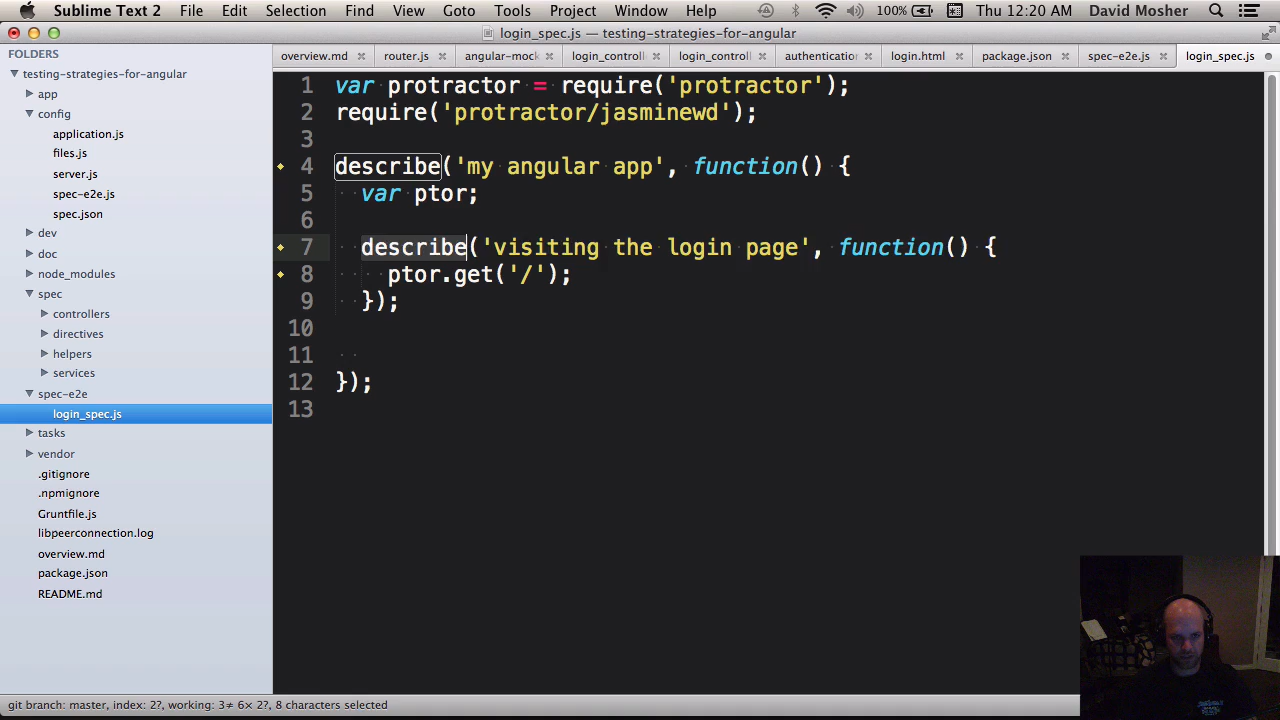 Sublime Text 2 File Edit Selection Find View Goto Tools Project Window Help 100% Thu 12:20 AM David Mosher
login_spec.js — testing-strategies-for-angular
FOLDERS
testing-strategies-for-angular
app
config
application.js
files.js
server.js
spec-e2e.js
spec.json
dev
doc
node_modules
spec
controllers
directives
helpers
services
spec-e2e
login_spec.js
tasks
vendor
.gitignore
.npmignore
Gruntfile.js
libpeerconnection.log
overview.md
package.json
README.md
overview.md router.js angular-mock login_controll login_controll authentication login.html package.json spec-e2e.js login_spec.js
1 var protractor = require('protractor');
2 require('protractor/jasminewd');
3
4 describe('my angular app', function() {
5 var ptor;
6
7 describe('visiting the login page', function() {
8 ptor.get('/');
9 });
10
11
12 });
13
git branch: master, index: 2?, working: 3≠ 6× 2?, 8 characters selected